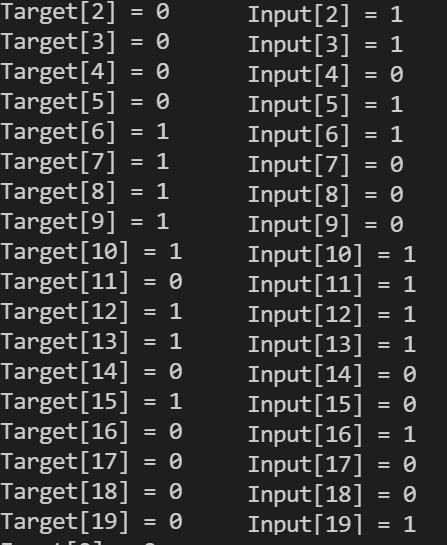 Target[2] = 0 Input[2] = 1
Target[3] = 0 Input[3] = 1
Target[4] = 0 Input[4] = 0
Target[5] = 0 Input[5] = 1
Target[6] = 1 Input[6] = 1
Target[7] = 1 Input[7] = 0
Target[8] = 1 Input[8] = 0
Target[9] = 1 Input[9] = 0
Target[10] = 1 Input[10] = 1
Target[11] = 0 Input[11] = 1
Target[12] = 1 Input[12] = 1
Target[13] = 1 Input[13] = 1
Target[14] = 0 Input[14] = 0
Target[15] = 1 Input[15] = 0
Target[16] = 0 Input[16] = 1
Target[17] = 0 Input[17] = 0
Target[18] = 0 Input[18] = 0
Target[19] = 0 Input[19] = 1